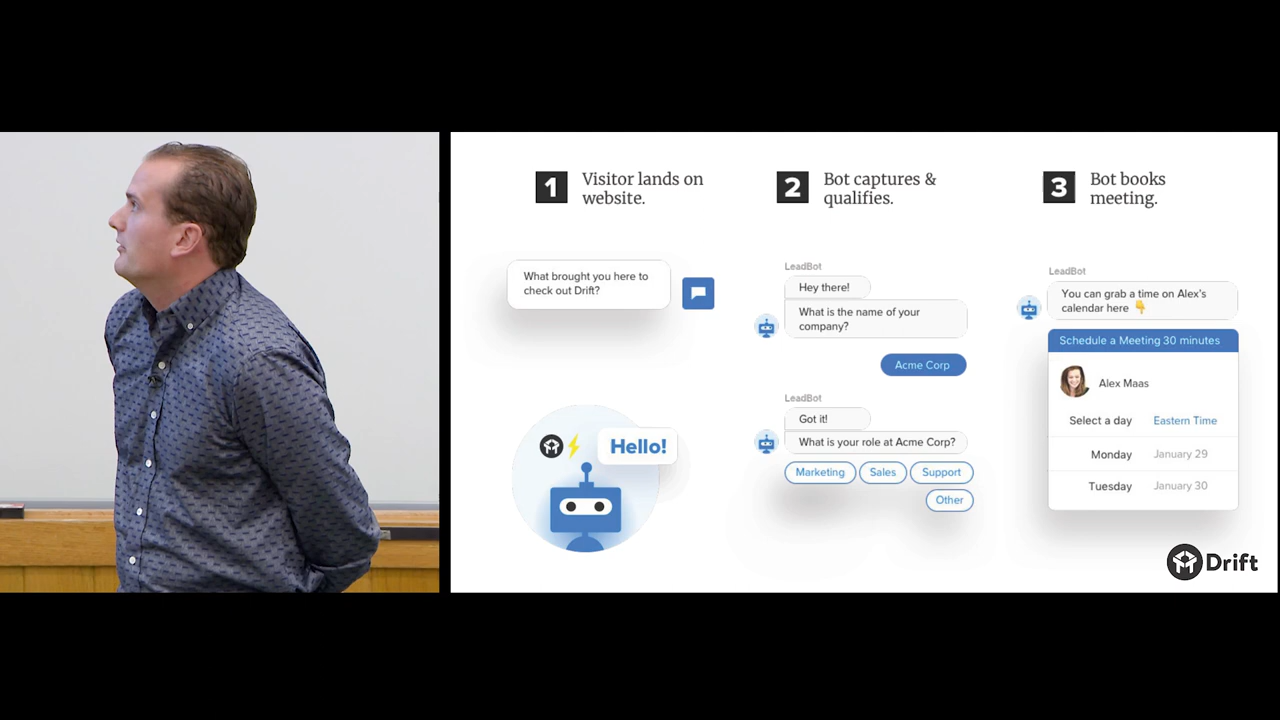 1
Visitor lands on
website.
What brought you here to
check out Drift?
Hello!
2
Bot captures &
qualifies.
LeadBot
Hey there!
What is the name of your
company?
Acme Corp
LeadBot
Got it!
What is your role at Acme Corp?
Marketing
Sales
Support
Other
3
Bot books
meeting.
LeadBot
You can grab a time on Alex's
calendar here 👇
Schedule a Meeting 30 minutes
Alex Maas
Select a day Eastern Time
Monday January 29
Tuesday January 30
Drift